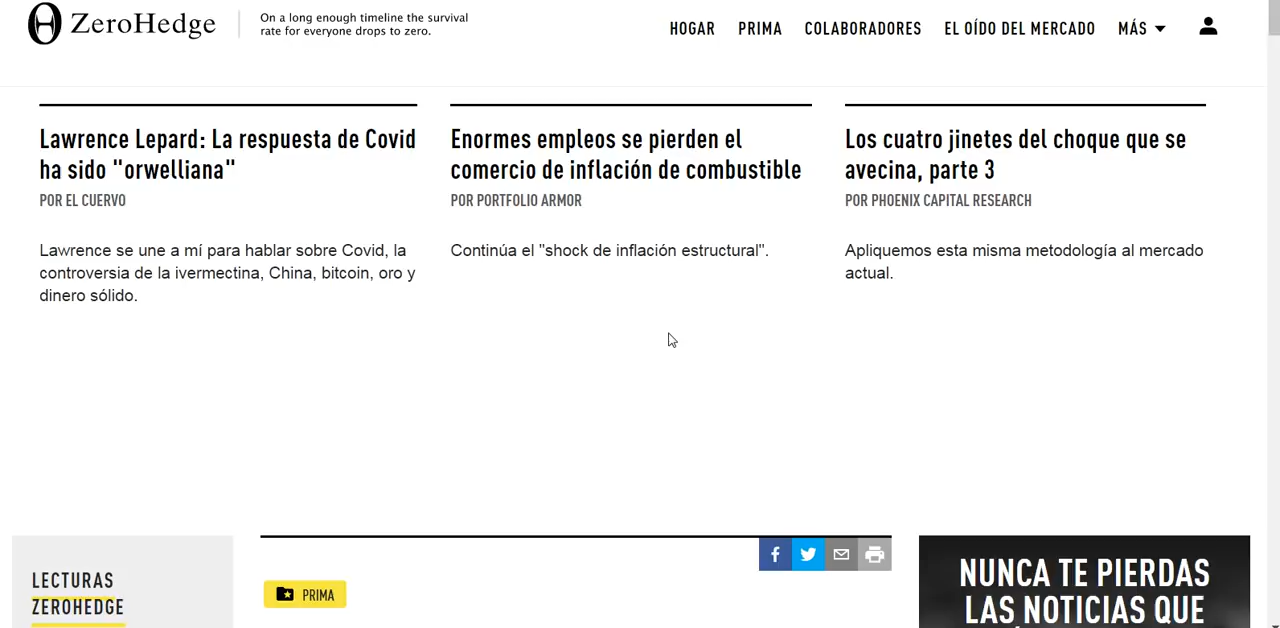 ZeroHedge
On a long enough timeline the survival
rate for everyone drops to zero.
HOGAR PRIMA COLABORADORES EL OÍDO DEL MERCADO MÁS
Lawrence Lepard: La respuesta de Covid
ha sido "orwelliana"
POR EL CUERVO
Lawrence se une a mí para hablar sobre Covid, la
controversia de la ivermectina, China, bitcoin, oro y
dinero sólido.
Enormes empleos se pierden el
comercio de inflación de combustible
POR PORTFOLIO ARMOR
Continúa el "shock de inflación estructural".
Los cuatro jinetes del choque que se
avecina, parte 3
POR PHOENIX CAPITAL RESEARCH
Apliquemos esta misma metodología al mercado
actual.
LECTURAS
ZEROHEDGE
PRIMA
NUNCA TE PIERDAS
LAS NOTICIAS QUE